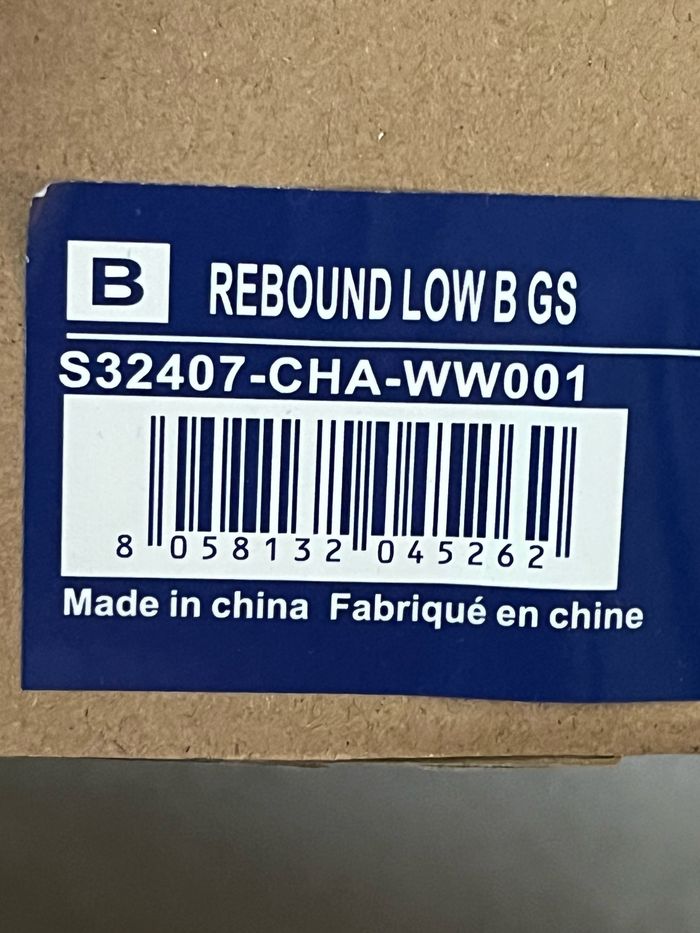 B REBOUND LOW B GS
S32407-CHA-WW001
8 058132 045262
Made in china Fabriqué en chine